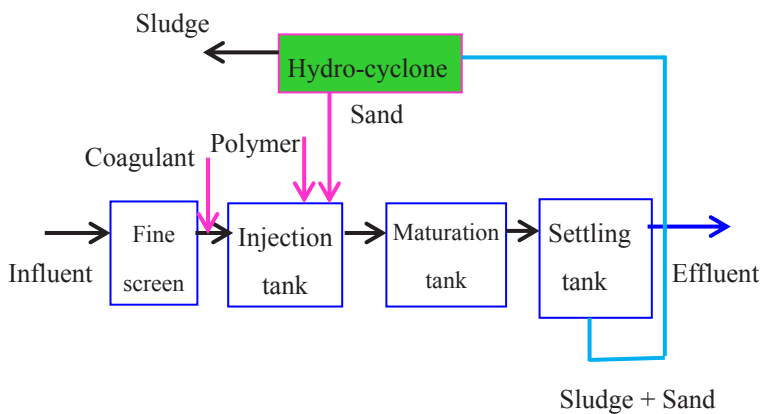 Sludge
Hydro-cyclone
Sand
Polymer
Coagulant
Influent
Fine
screen
Injection
tank
Maturation
tank
Settling
tank
Effluent
Sludge + Sand